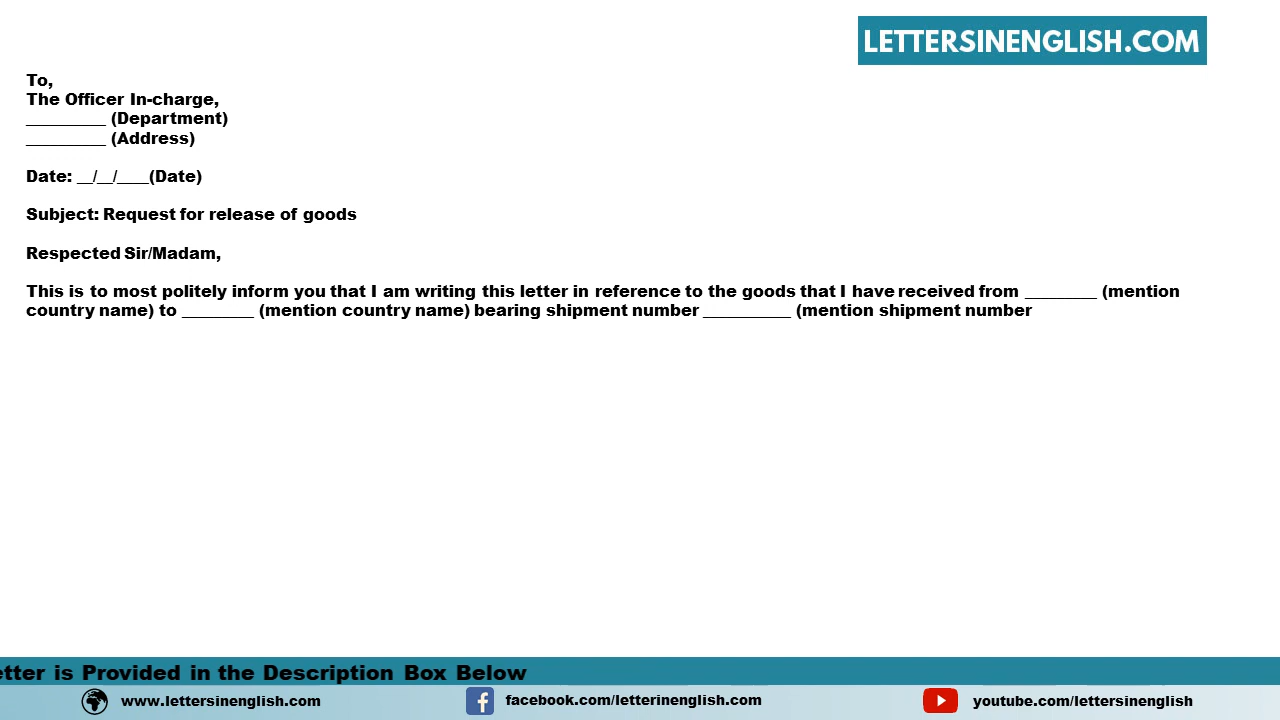 LETTERSINENGLISH.COM
To,
The Officer In-charge,
__________ (Department)
__________ (Address)
Date: __/__/____(Date)
Subject: Request for release of goods
Respected Sir/Madam,
This is to most politely inform you that I am writing this letter in reference to the goods that I have received from _________ (mention
country name) to _________ (mention country name) bearing shipment number ___________ (mention shipment number
etter is Provided in the Description Box Below
www.lettersinenglish.com
facebook.com/letterinenglish.com
youtube.com/lettersinenglish